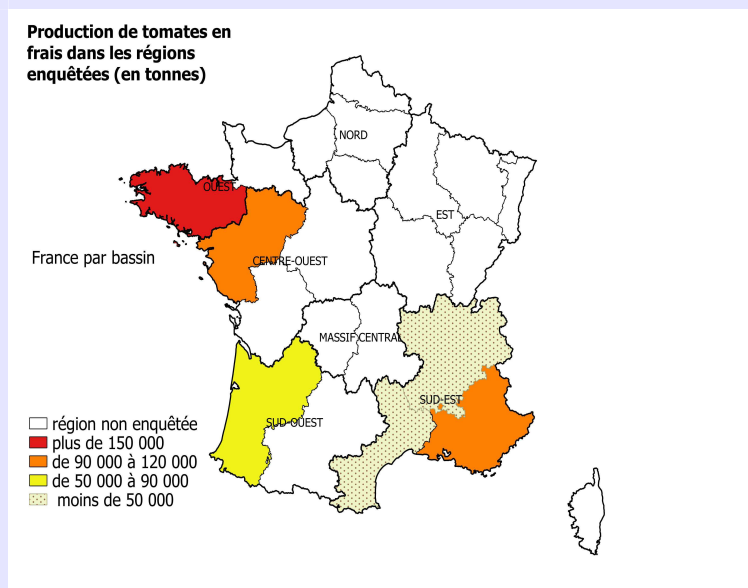 Production de tomates en
frais dans les régions
enquêtées (en tonnes)
NORD
OUEST
EST
France par bassin
CENTRE-OUEST
MASSIF CENTRAL
SUD-EST
SUD-OUEST
région non enquêtée
plus de 150 000
de 90 000 à 120 000
de 50 000 à 90 000
moins de 50 000